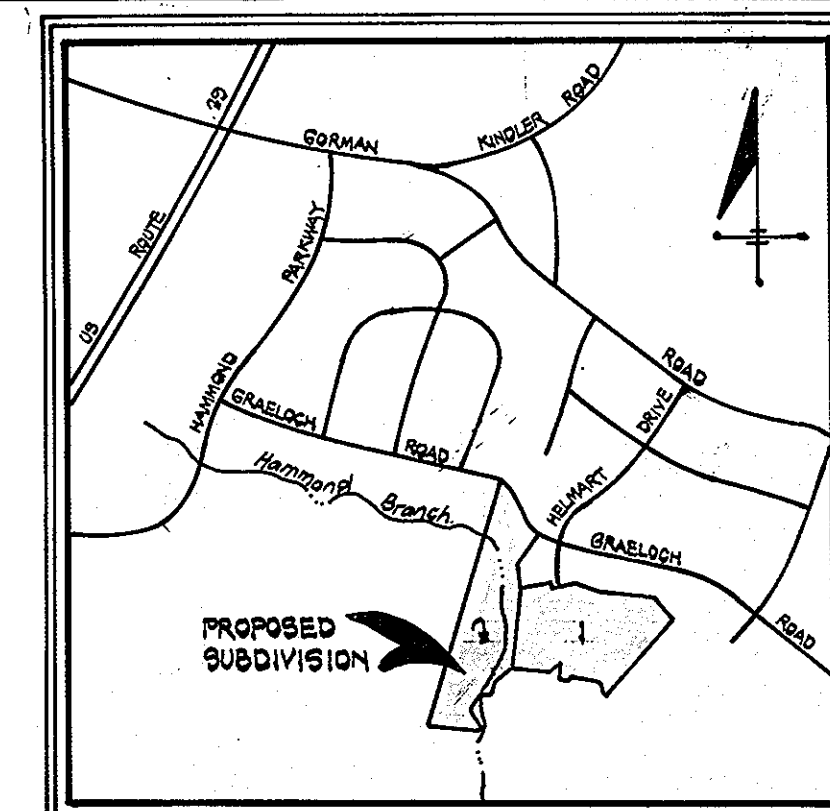 US ROUTE 29
GORMAN
KINDLER ROAD
HAMMOND PARKWAY
GRAELOCH
ROAD
ROAD
HELMART DRIVE
Hammond Branch
GRAELOCH
ROAD
PROPOSED
SUBDIVISION
2
1